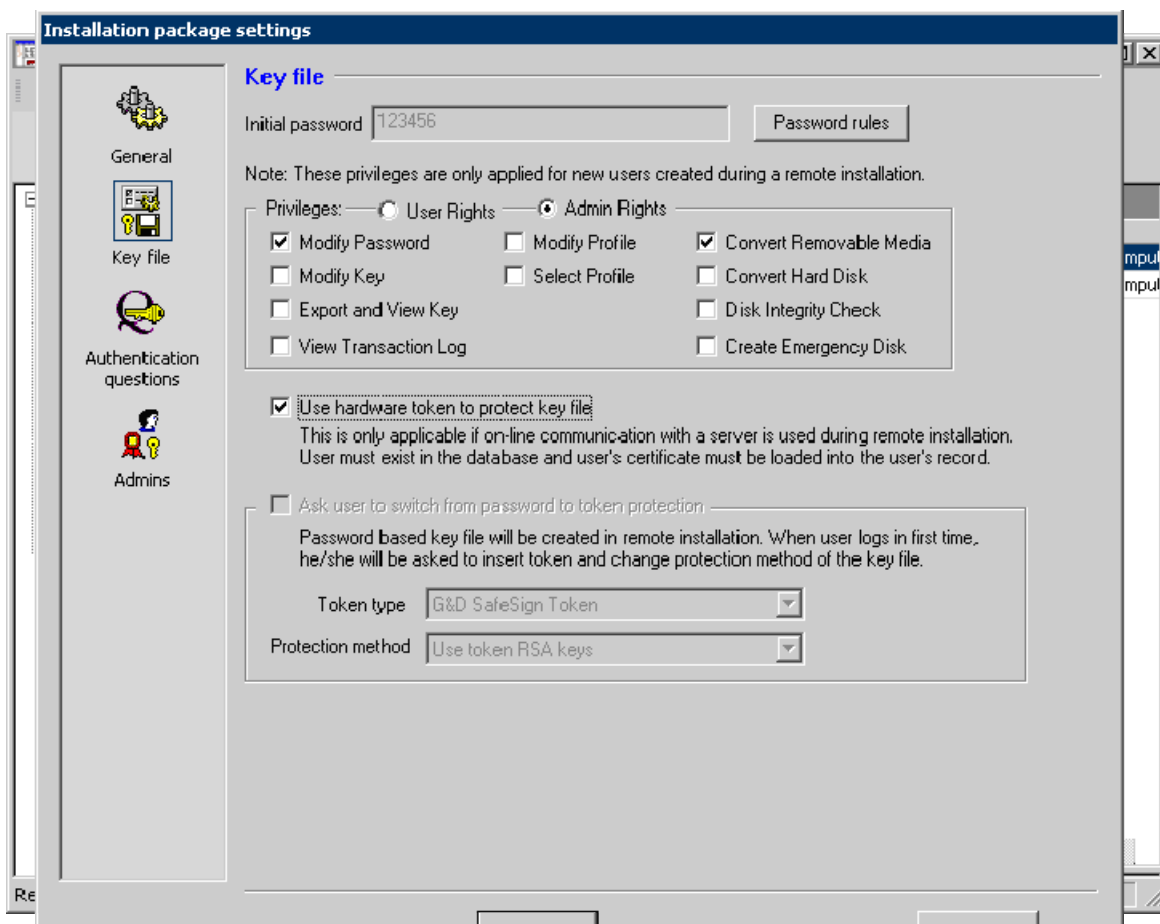 Installation package settings
General
Key file
Authentication
questions
Admins
Key file
Initial password 123456 Password rules
Note: These privileges are only applied for new users created during a remote installation.
Privileges: User Rights Admin Rights
Modify Password Modify Profile Convert Removable Media
Modify Key Select Profile Convert Hard Disk
Export and View Key Disk Integrity Check
View Transaction Log Create Emergency Disk
Use hardware token to protect key file
This is only applicable if on-line communication with a server is used during remote installation.
User must exist in the database and user's certificate must be loaded into the user's record.
Ask user to switch from password to token protection
Password based key file will be created in remote installation. When user logs in first time,
he/she will be asked to insert token and change protection method of the key file.
Token type G&D SafeSign Token
Protection method Use token RSA keys
mpul
mpul
Re